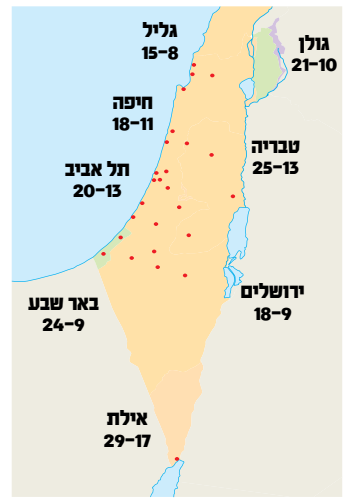 גליל
15–8
גולן
21–10
חיפה
18–11
טבריה
25–13
תל אביב
20–13
ירושלים
18–9
באר שבע
24–9
אילת
29–17